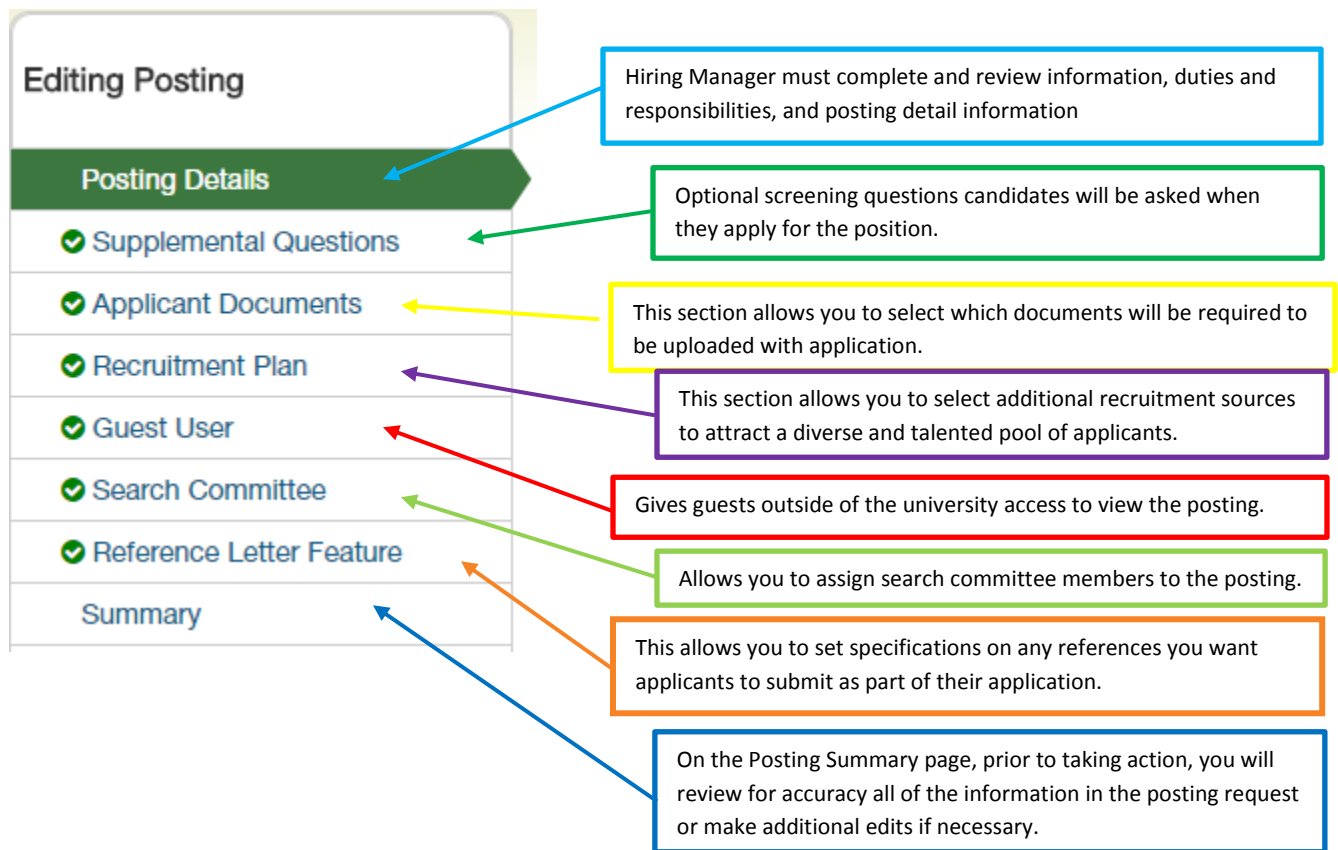 Editing Posting
Posting Details
Supplemental Questions
Applicant Documents
Recruitment Plan
Guest User
Search Committee
Reference Letter Feature
Summary
Hiring Manager must complete and review information, duties and
responsibilities, and posting detail information
Optional screening questions candidates will be asked when
they apply for the position.
This section allows you to select which documents will be required to
be uploaded with application.
This section allows you to select additional recruitment sources
to attract a diverse and talented pool of applicants.
Gives guests outside of the university access to view the posting.
Allows you to assign search committee members to the posting.
This allows you to set specifications on any references you want
applicants to submit as part of their application.
On the Posting Summary page, prior to taking action, you will
review for accuracy all of the information in the posting request
or make additional edits if necessary.